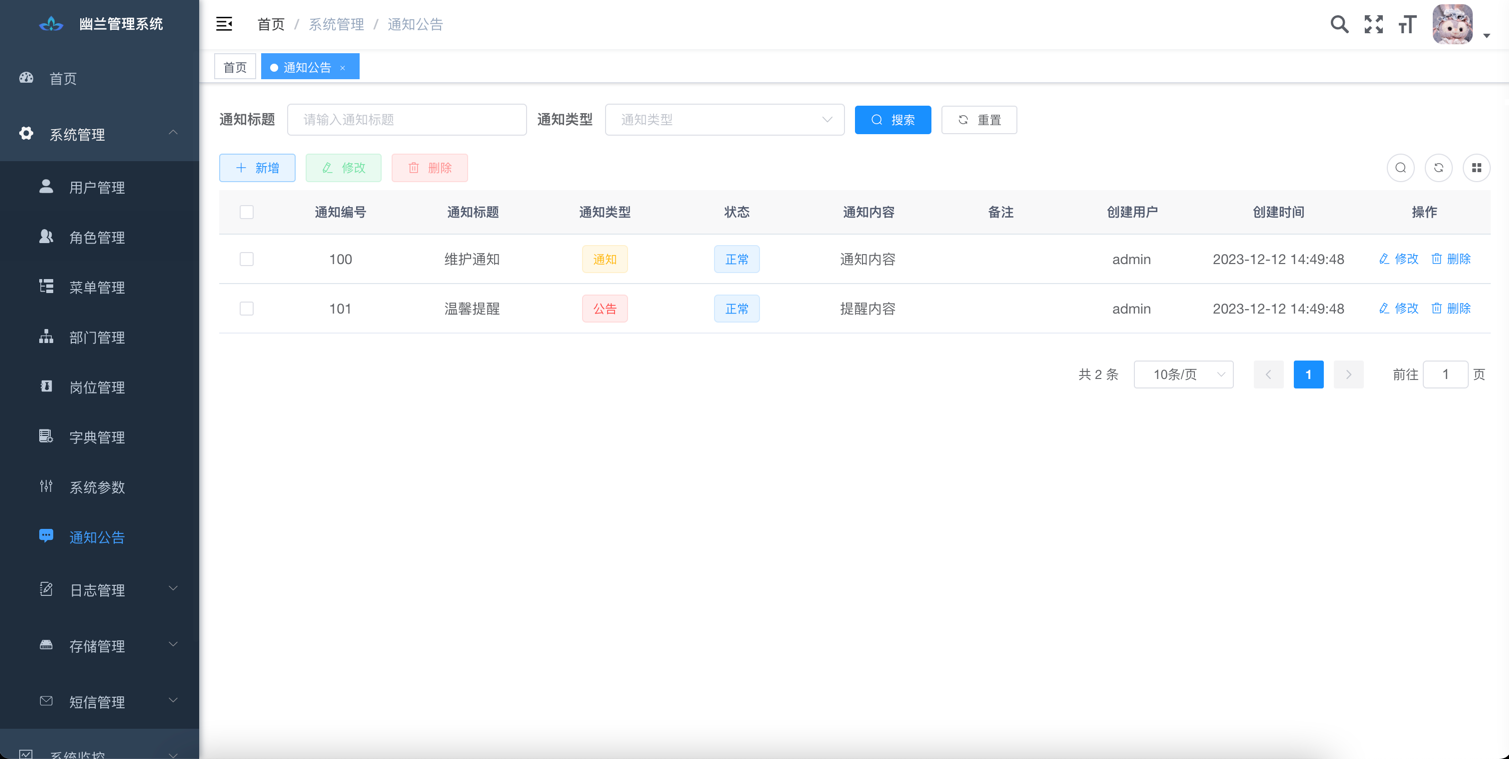 幽兰管理系统
首页 / 系统管理 / 通知公告
首页
通知公告 ×
首页
系统管理
用户管理
角色管理
菜单管理
部门管理
岗位管理
字典管理
系统参数
通知公告
日志管理
存储管理
短信管理
系统监控
通知标题 请输入通知标题 通知类型 通知类型 搜索 重置
新增 修改 删除
通知编号 通知标题 通知类型 状态 通知内容 备注 创建用户 创建时间 操作
100 维护通知 通知 正常 通知内容 admin 2023-12-12 14:49:48 修改 删除
101 温馨提醒 公告 正常 提醒内容 admin 2023-12-12 14:49:48 修改 删除
共 2 条 10条/页 1 前往 1 页